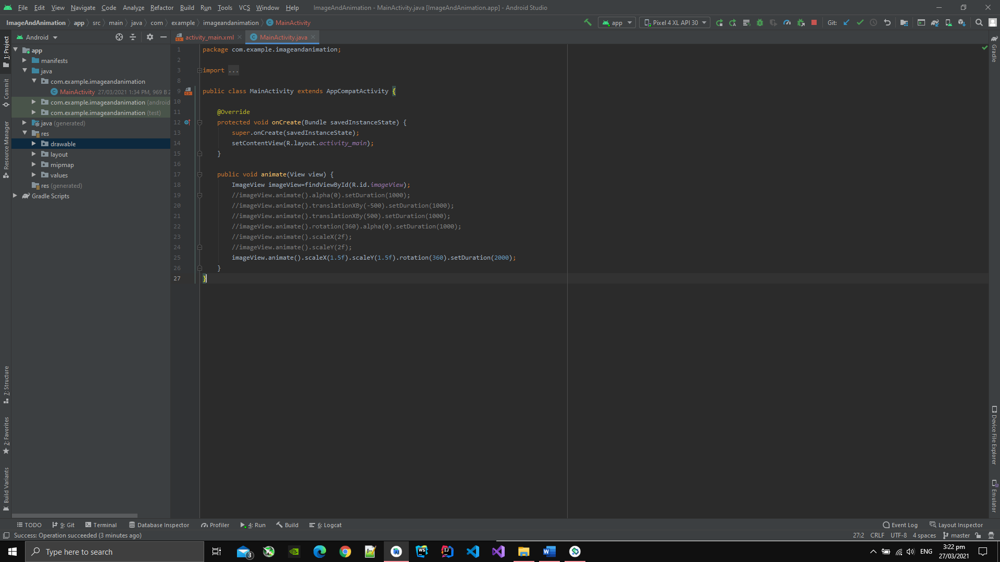 File Edit View Navigate Code Analyze Refactor Build Run Tools VCS Window Help ImageAndAnimation - MainActivity.java [ImageAndAnimation.app] - Android Studio
ImageAndAnimation app src main java com example imageandanimation MainActivity app Pixel 4 XL API 30 Git:
Android
activity_main.xml MainActivity.java
1: Project
Commit
Resource Manager
7: Structure
2: Favorites
Build Variants
app
manifests
java
com.example.imageandanimation
MainActivity 27/03/2021 1:34 PM, 969 B 2
com.example.imageandanimation (android
com.example.imageandanimation (test)
java (generated)
res
drawable
layout
mipmap
values
res (generated)
Gradle Scripts
1 package com.example.imageandanimation;
2
3 import ...
8
9 public class MainActivity extends AppCompatActivity {
10
11 @Override
12 protected void onCreate(Bundle savedInstanceState) {
13 super.onCreate(savedInstanceState);
14 setContentView(R.layout.activity_main);
15 }
16
17 public void animate(View view) {
18 ImageView imageView=findViewById(R.id.imageView);
19 //imageView.animate().alpha(0).setDuration(1000);
20 //imageView.animate().translationXBy(-500).setDuration(1000);
21 //imageView.animate().translationXBy(500).setDuration(1000);
22 //imageView.animate().rotation(360).alpha(0).setDuration(1000);
23 //imageView.animate().scaleX(2f);
24 //imageView.animate().scaleY(2f);
25 imageView.animate().scaleX(1.5f).scaleY(1.5f).rotation(360).setDuration(2000);
26 }
27 }
Gradle
Device File Explorer
Emulator
TODO 9: Git Terminal Database Inspector Profiler 4: Run Build 6: Logcat Event Log Layout Inspector
Success: Operation succeeded (3 minutes ago) 27:2 CRLF UTF-8 4 spaces master
Type here to search 3 WS IJ ENG 3:22 pm
27/03/2021